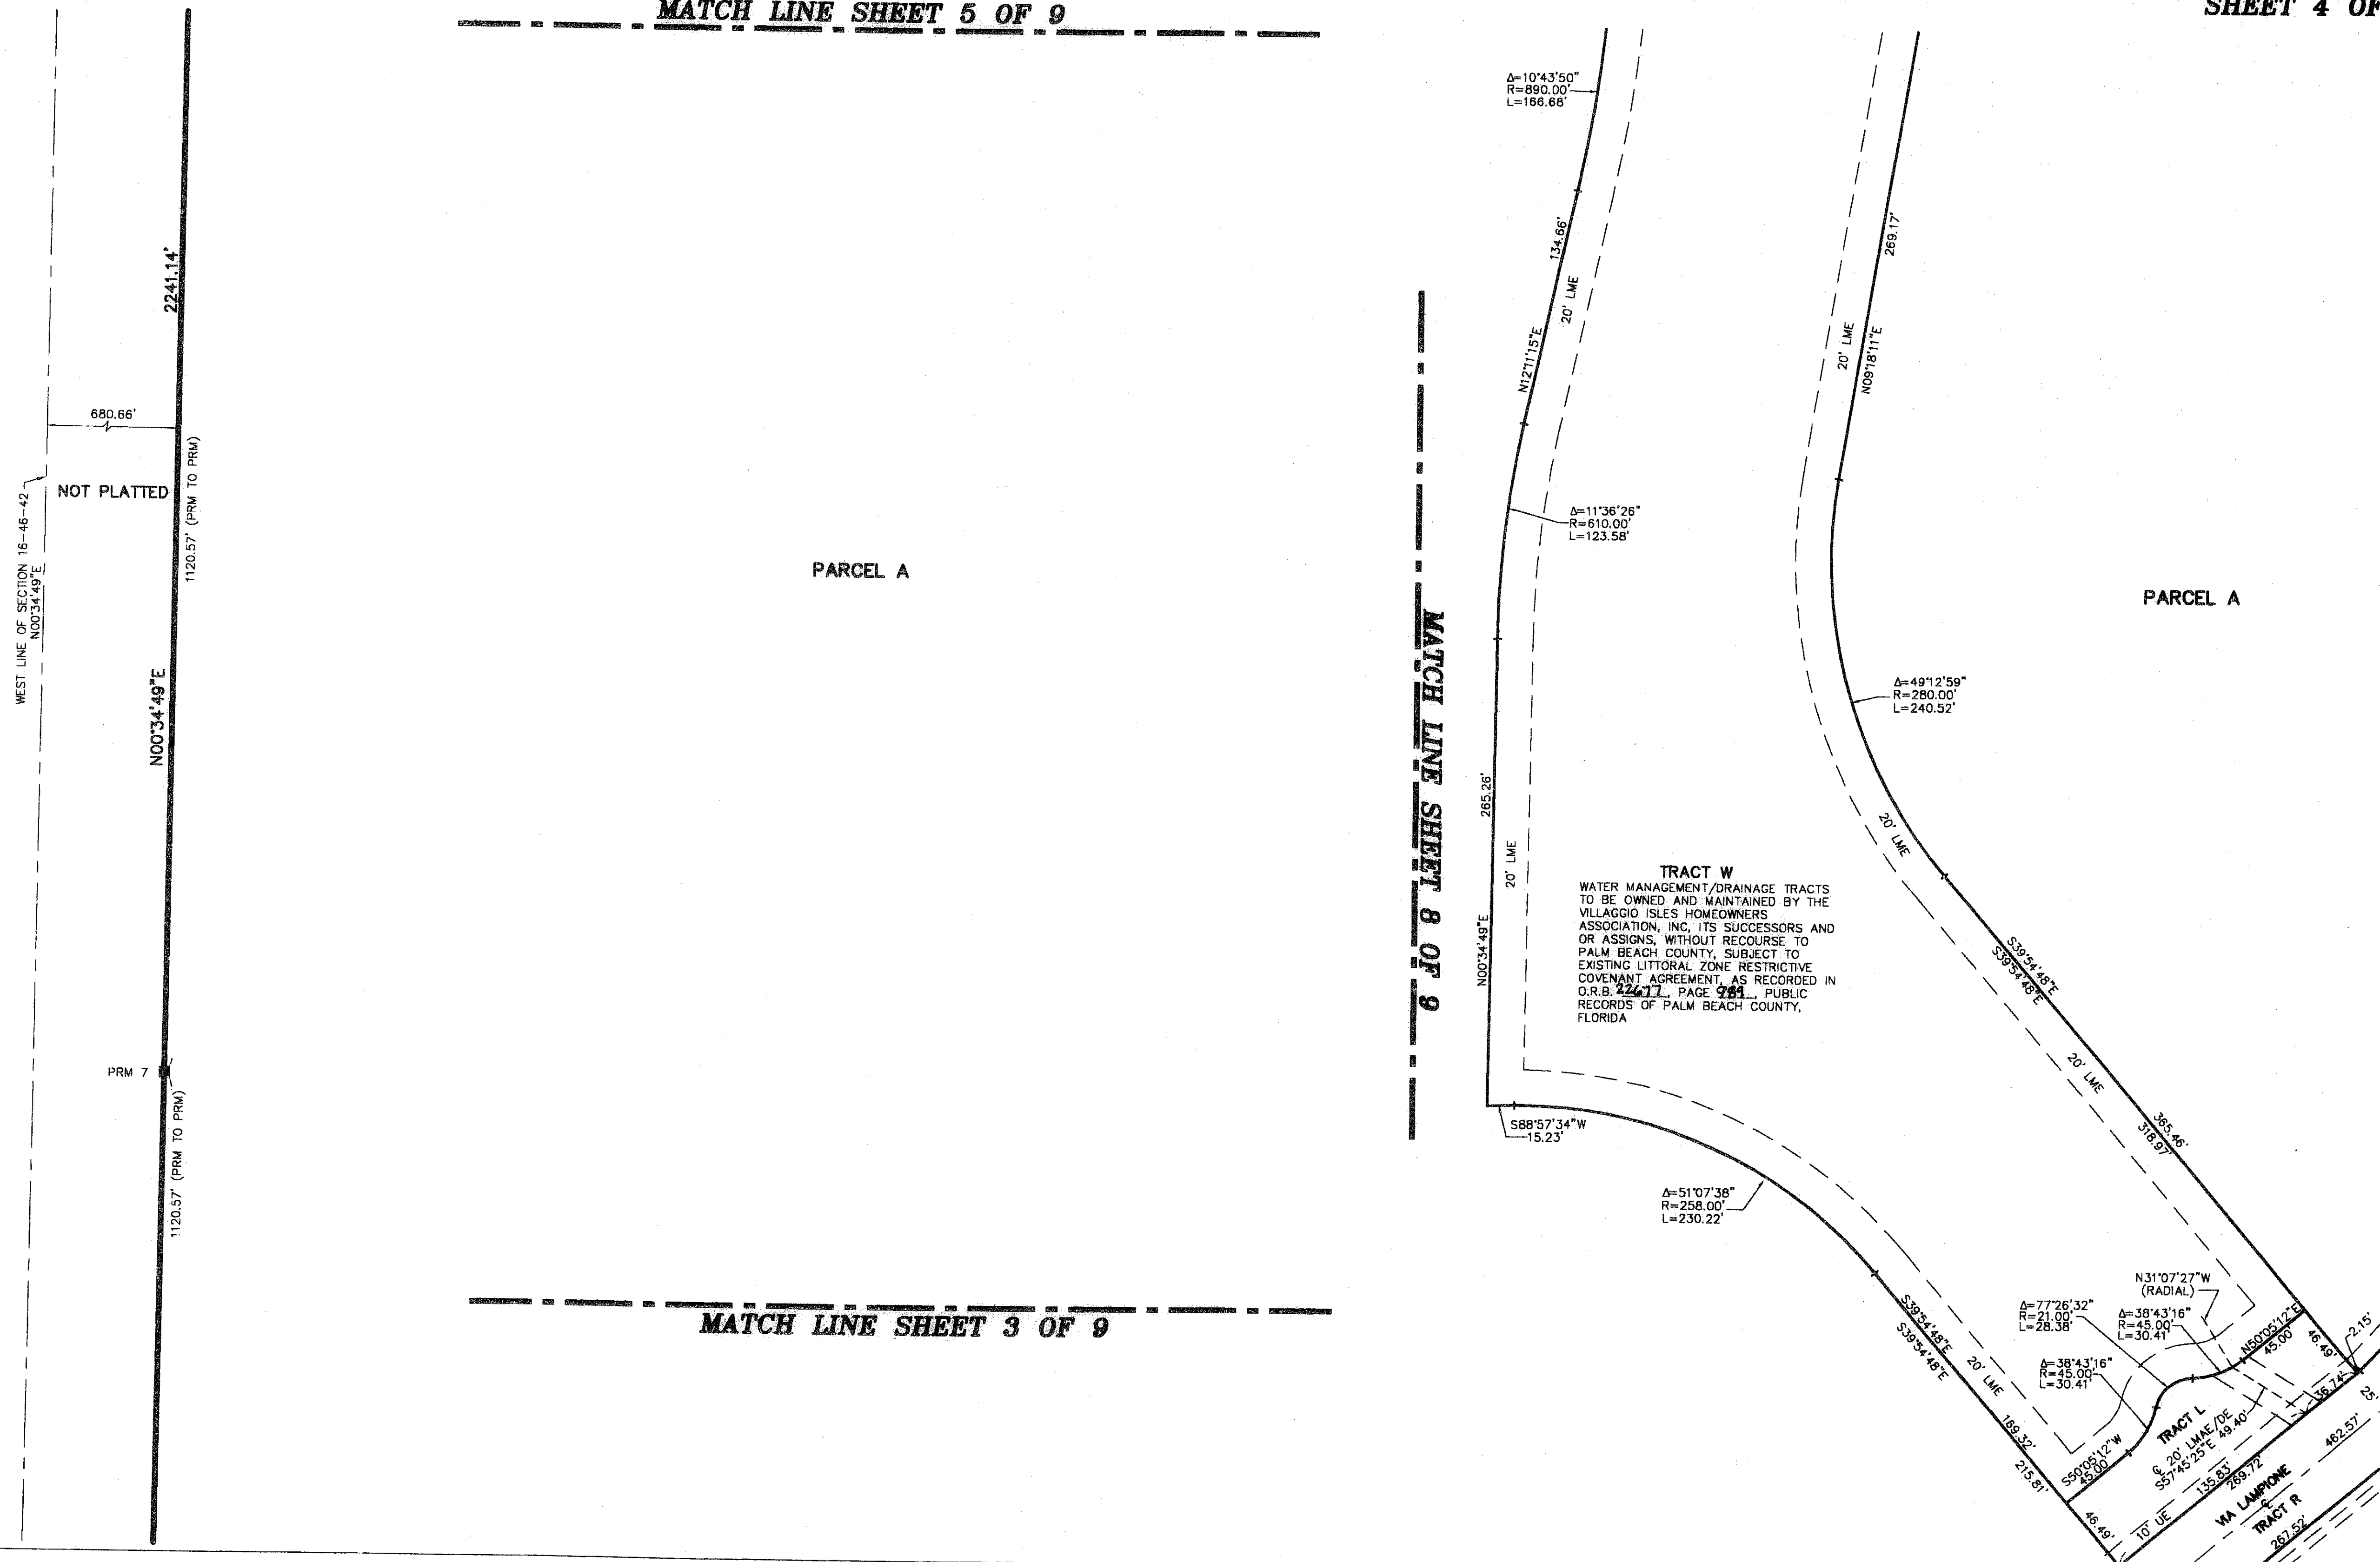 MATCH LINE SHEET 5 OF 9
SHEET 4 OF
2241.14'
680.66'
NOT PLATTED
1120.57' (PRM TO PRM)
WEST LINE OF SECTION 16-46-42
N00°34'49"E
N00°34'49"E
PARCEL A
PRM 7
1120.57' (PRM TO PRM)
MATCH LINE SHEET 3 OF 9
MATCH LINE SHEET 8 OF 9
Δ=10°43'50"
R=890.00'
L=166.68'
134.66'
20' LME
N12°11'15"E
269.17'
20' LME
N09°18'11"E
Δ=11°36'26"
R=610.00'
L=123.58'
PARCEL A
Δ=49°12'59"
R=280.00'
L=240.52'
265.26'
20' LME
N00°34'49"E
20' LME
TRACT W
WATER MANAGEMENT/DRAINAGE TRACTS
TO BE OWNED AND MAINTAINED BY THE
VILLAGGIO ISLES HOMEOWNERS
ASSOCIATION, INC, ITS SUCCESSORS AND
OR ASSIGNS, WITHOUT RECOURSE TO
PALM BEACH COUNTY, SUBJECT TO
EXISTING LITTORAL ZONE RESTRICTIVE
COVENANT AGREEMENT, AS RECORDED IN
O.R.B. 22677, PAGE 989, PUBLIC
RECORDS OF PALM BEACH COUNTY,
FLORIDA
S39°54'48"E
S39°54'48"E
20' LME
365.46'
318.97'
S88°57'34"W
15.23'
Δ=51°07'38"
R=258.00'
L=230.22'
N31°07'27"W
(RADIAL)
Δ=77°26'32"
R=21.00'
L=28.38'
Δ=38°43'16"
R=45.00'
L=30.41'
Δ=38°43'16"
R=45.00'
L=30.41'
N50°05'12"E
45.00'
46.49'
2.15'
S39°54'48"E
S39°54'48"E
20' LME
169.32'
215.81'
S50°05'12"W
45.00'
TRACT L
℄ 20' LMAE/DE
S57°45'25"E 49.40'
36.74'
25'
462.57'
135.83'
269.72'
10' UE
46.49'
VIA LAMPIONE
℄
TRACT R
267.52'